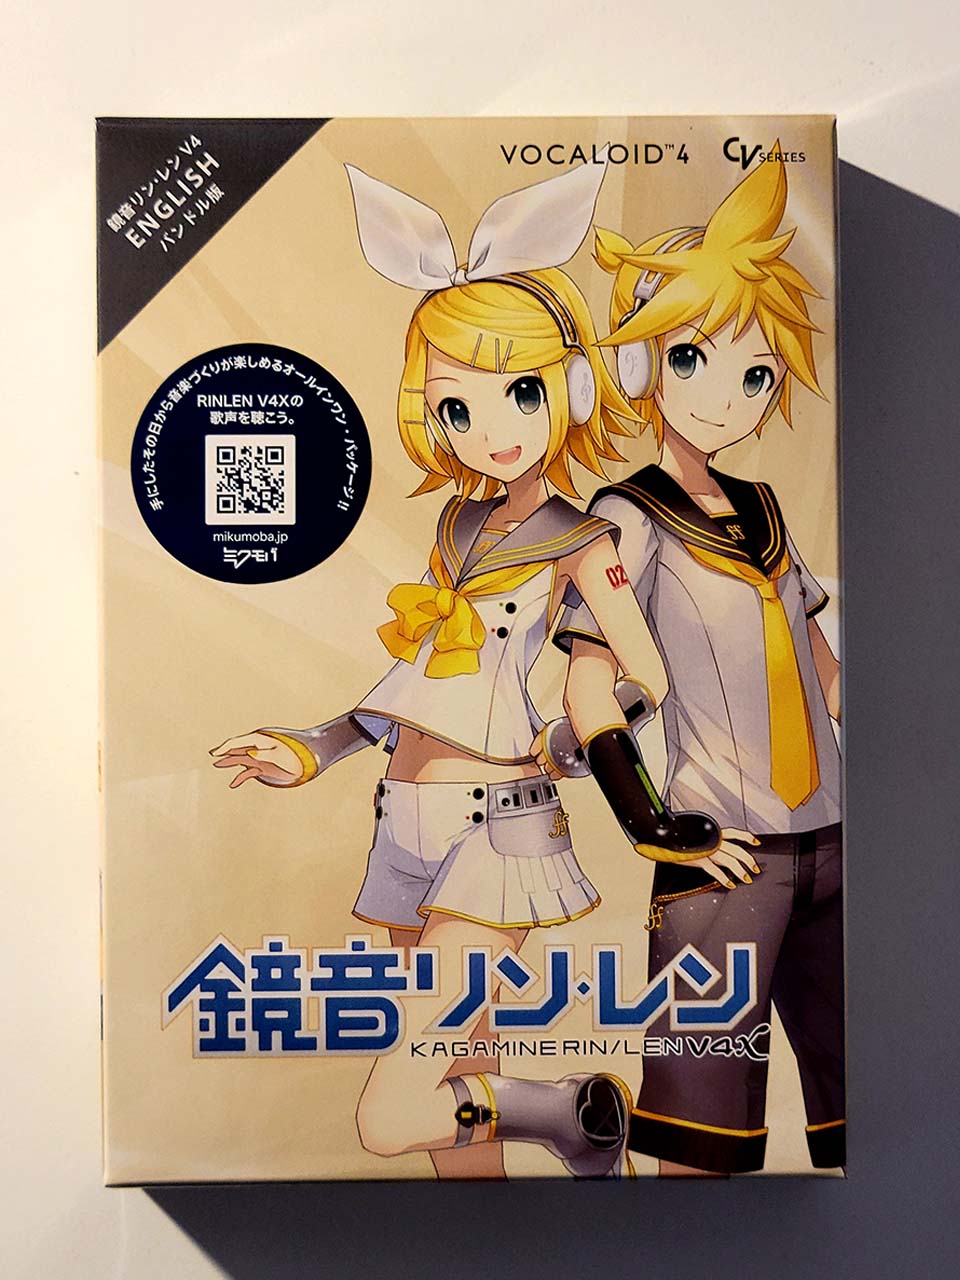 鏡音リン・レン V4
ENGLISH
バンドル版
VOCALOID™4
CV SERIES
手にしたその日から音楽づくりが楽しめるオールインワン・パッケージ!!
RINLEN V4Xの
歌声を聴こう。
mikumoba.jp
ミクモバ
02
鏡音リン・レン
KAGAMINE RIN/LEN V4X